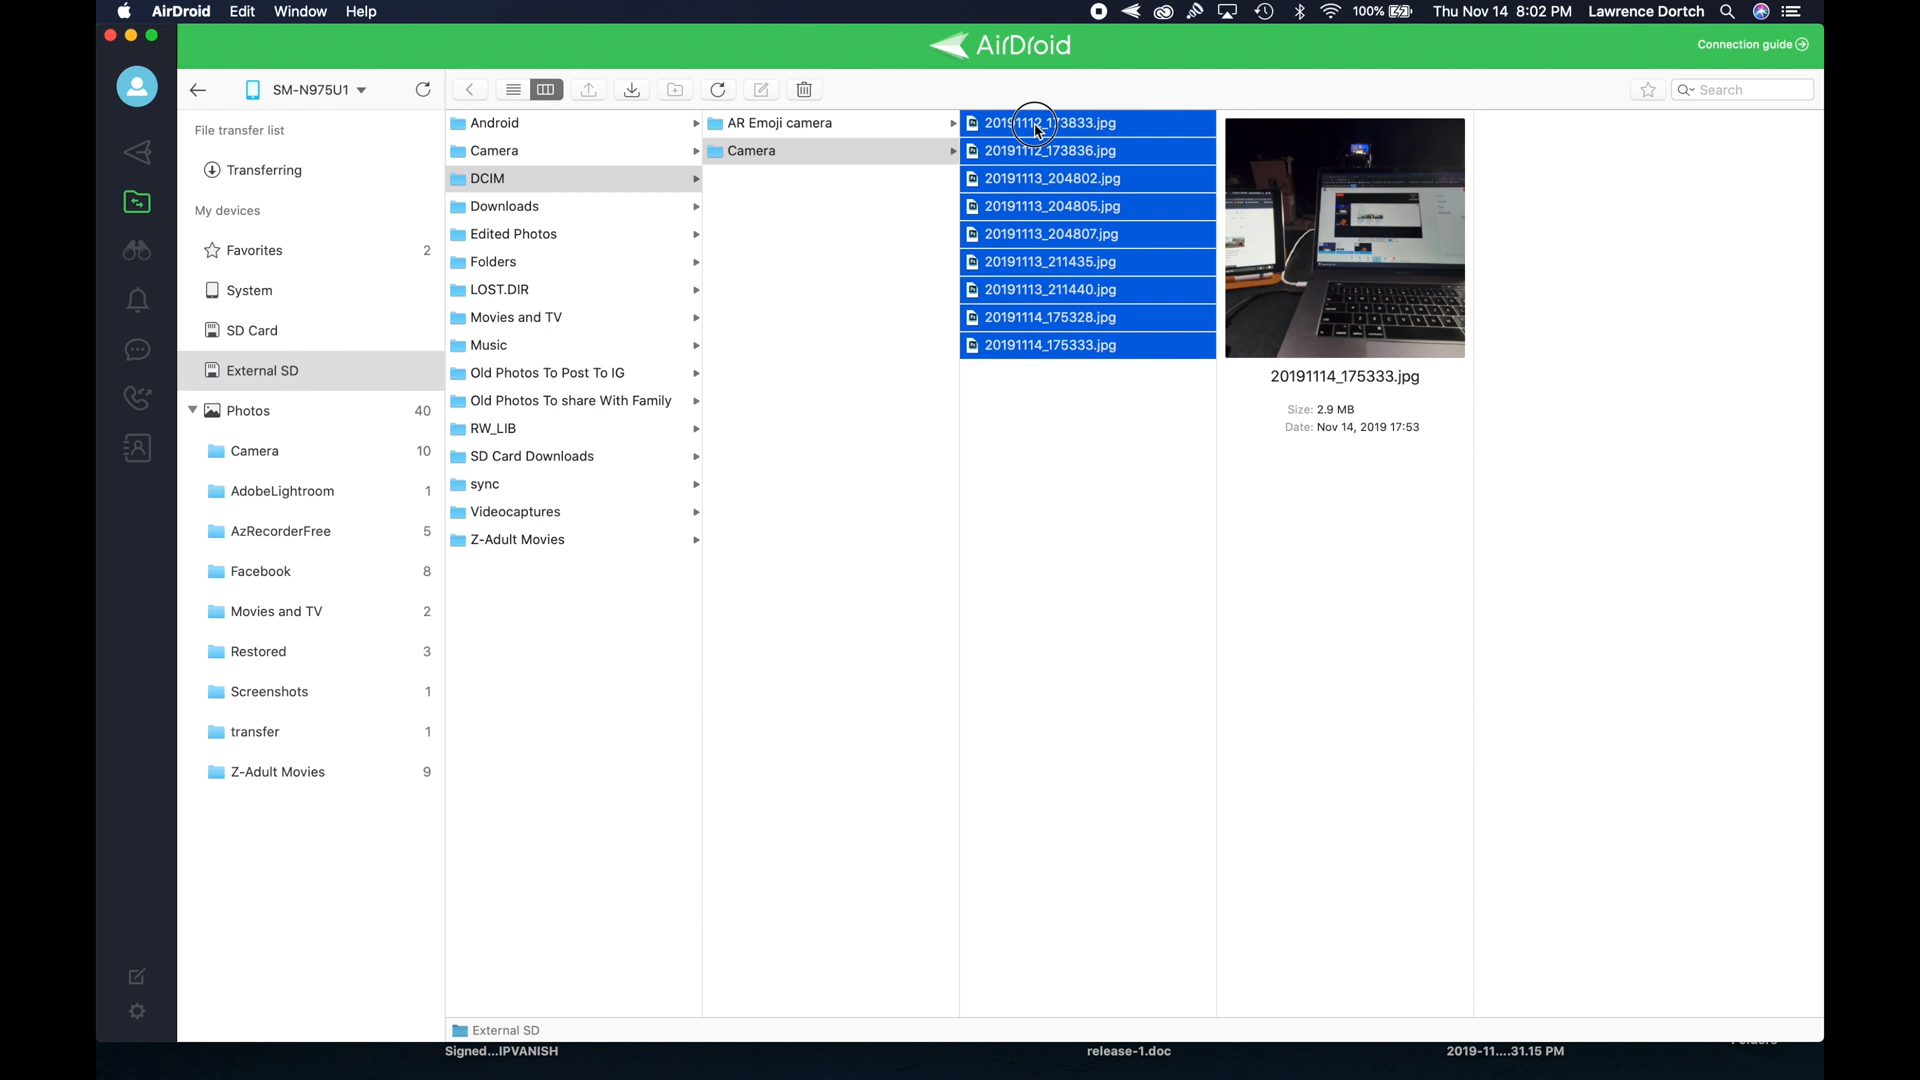 AirDroid Edit Window Help
100% Thu Nov 14 8:02 PM Lawrence Dortch
AirDroid
Connection guide
SM-N975U1
Search
File transfer list
Transferring
My devices
Favorites 2
System
SD Card
External SD
Photos 40
Camera 10
AdobeLightroom 1
AzRecorderFree 5
Facebook 8
Movies and TV 2
Restored 3
Screenshots 1
transfer 1
Z-Adult Movies 9
Android
Camera
DCIM
Downloads
Edited Photos
Folders
LOST.DIR
Movies and TV
Music
Old Photos To Post To IG
Old Photos To share With Family
RW_LIB
SD Card Downloads
sync
Videocaptures
Z-Adult Movies
AR Emoji camera
Camera
20191112_173833.jpg
20191112_173836.jpg
20191113_204802.jpg
20191113_204805.jpg
20191113_204807.jpg
20191113_211435.jpg
20191113_211440.jpg
20191114_175328.jpg
20191114_175333.jpg
20191114_175333.jpg
Size: 2.9 MB
Date: Nov 14, 2019 17:53
External SD
Signed...IPVANISH
release-1.doc
2019-11....31.15 PM